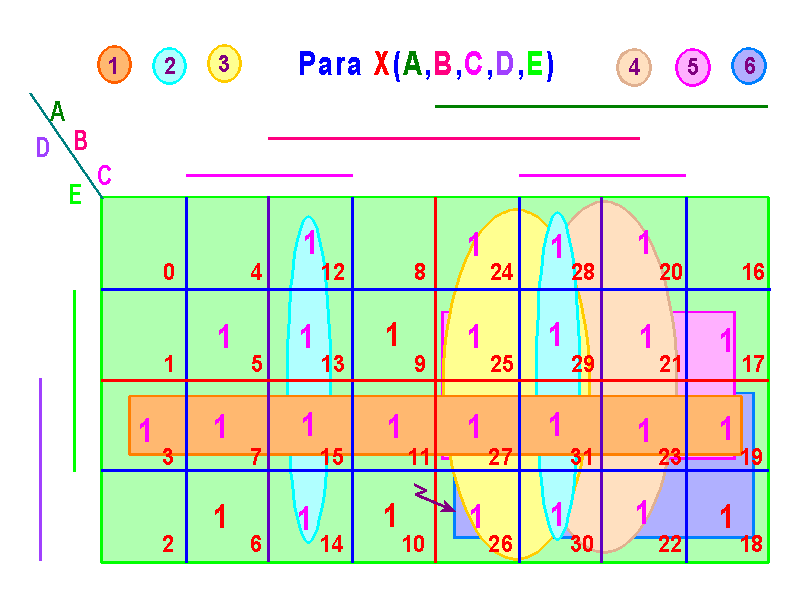 1 2 3 Para X(A,B,C,D,E) 4 5 6
A
D B
C
E
1 1 1 1
0 4 12 8 24 28 20 16
1 1 1 1 1 1 1
1 5 13 9 25 29 21 17
1 1 1 1 1 1 1 1
3 7 15 11 27 31 23 19
1 1 1 1 1 1 1
2 6 14 10 26 30 22 18